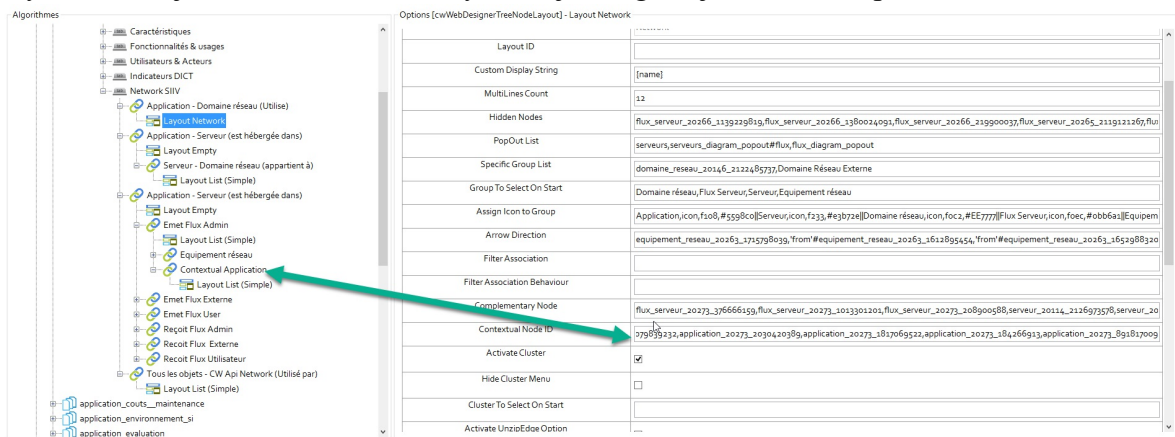 Algorithmes
Caractéristiques
Fonctionnalités & usages
Utilisateurs & Acteurs
Indicateurs DICT
Network SIIV
Application - Domaine réseau (Utilise)
Layout Network
Application - Serveur (est hébergée dans)
Layout Empty
Serveur - Domaine réseau (appartient à)
Layout List (Simple)
Application - Serveur (est hébergée dans)
Layout Empty
Emet Flux Admin
Layout List (Simple)
Equipement réseau
Contextual Application
Layout List (Simple)
Emet Flux Externe
Emet Flux User
Reçoit Flux Admin
Recoit Flux Externe
Recoit Flux Utilisateur
Tous les objets - CW Api Network (Utilisé par)
Layout List (Simple)
application_couts__maintenance
application_environnement_si
application_evaluation
Options [cwWebDesignerTreeNodeLayout] - Layout Network
Layout ID
Custom Display String [name]
MultiLines Count 12
Hidden Nodes flux_serveur_20266_1139229819,flux_serveur_20266_1380024091,flux_serveur_20266_219900037,flux_serveur_20265_2119121267,flu
PopOut List serveurs,serveurs_diagram_popout#flux,flux_diagram_popout
Specific Group List domaine_reseau_20146_2122485737,Domaine Réseau Externe
Group To Select On Start Domaine réseau,Flux Serveur,Serveur,Equipement réseau
Assign Icon to Group Application,icon,f108,#5598c0||Serveur,icon,f233,#e3b72e||Domaine réseau,icon,f0c2,#EE7777||Flux Serveur,icon,f0ec,#0bb6a1||Equipem
Arrow Direction equipement_reseau_20263_1715798039,'from'#equipement_reseau_20263_1612895454,'from'#equipement_reseau_20263_1652988320
Filter Association
Filter Association Behaviour
Complementary Node flux_serveur_20273_376666159,flux_serveur_20273_1013301201,flux_serveur_20273_208900588,serveur_20114_2126973578,serveur_20
Contextual Node ID 079839232,application_20273_2030420389,application_20273_1817069522,application_20273_184266913,application_20273_891817009
Activate Cluster
Hide Cluster Menu
Cluster To Select On Start
Activate UnzipEdge Option